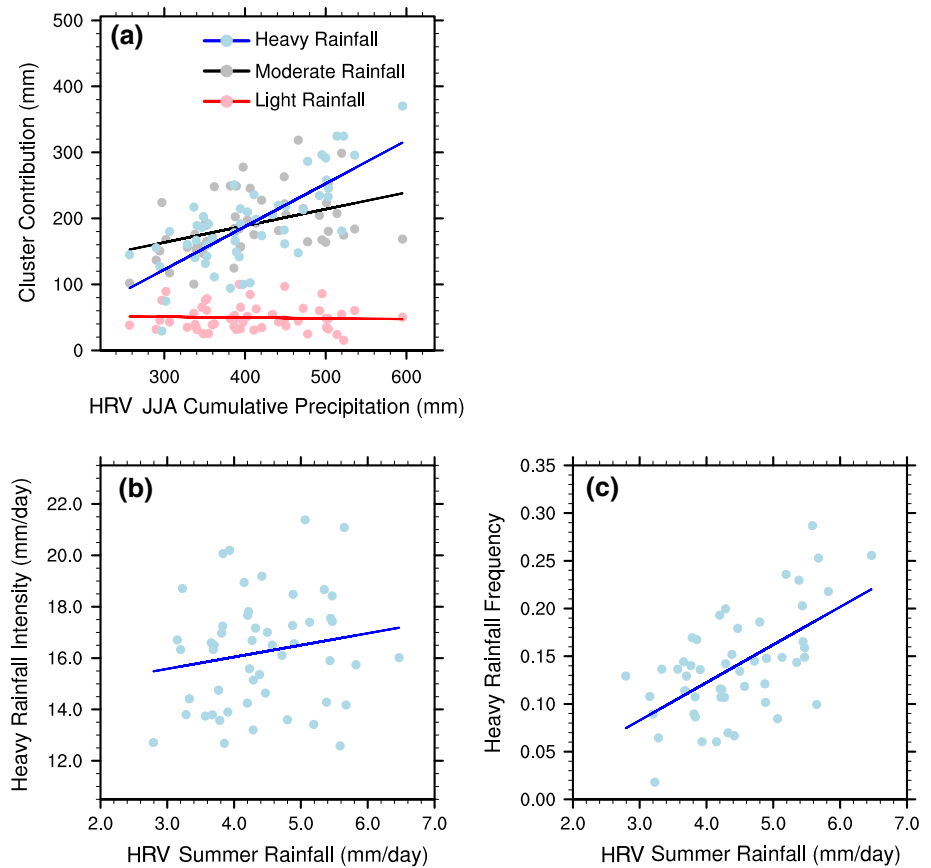 (a)
Heavy Rainfall
Moderate Rainfall
Light Rainfall
500
400
300
200
100
0
Cluster Contribution (mm)
300 400 500 600
HRV JJA Cumulative Precipitation (mm)
(b)
22.0
20.0
18.0
16.0
14.0
12.0
Heavy Rainfall Intensity (mm/day)
2.0 3.0 4.0 5.0 6.0 7.0
HRV Summer Rainfall (mm/day)
(c)
0.35
0.30
0.25
0.20
0.15
0.10
0.05
0.00
Heavy Rainfall Frequency
2.0 3.0 4.0 5.0 6.0 7.0
HRV Summer Rainfall (mm/day)